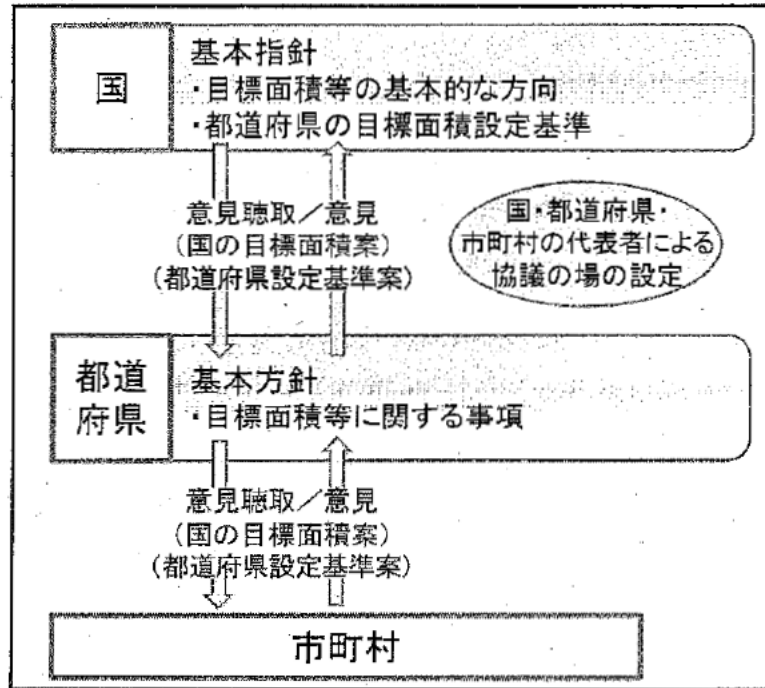 国
基本指針
・目標面積等の基本的な方向
・都道府県の目標面積設定基準
意見聴取／意見
(国の目標面積案)
(都道府県設定基準案)
国・都道府県・
市町村の代表者による
協議の場の設定
都道
府県
基本方針
・目標面積等に関する事項
意見聴取／意見
(国の目標面積案)
(都道府県設定基準案)
市町村